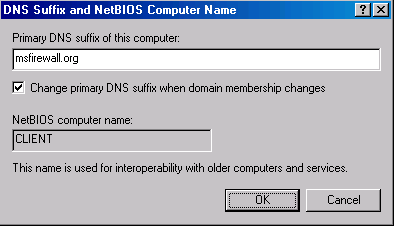 DNS Suffix and NetBIOS Computer Name
Primary DNS suffix of this computer:
msfirewall.org
Change primary DNS suffix when domain membership changes
NetBIOS computer name:
CLIENT
This name is used for interoperability with older computers and services.
OK
Cancel